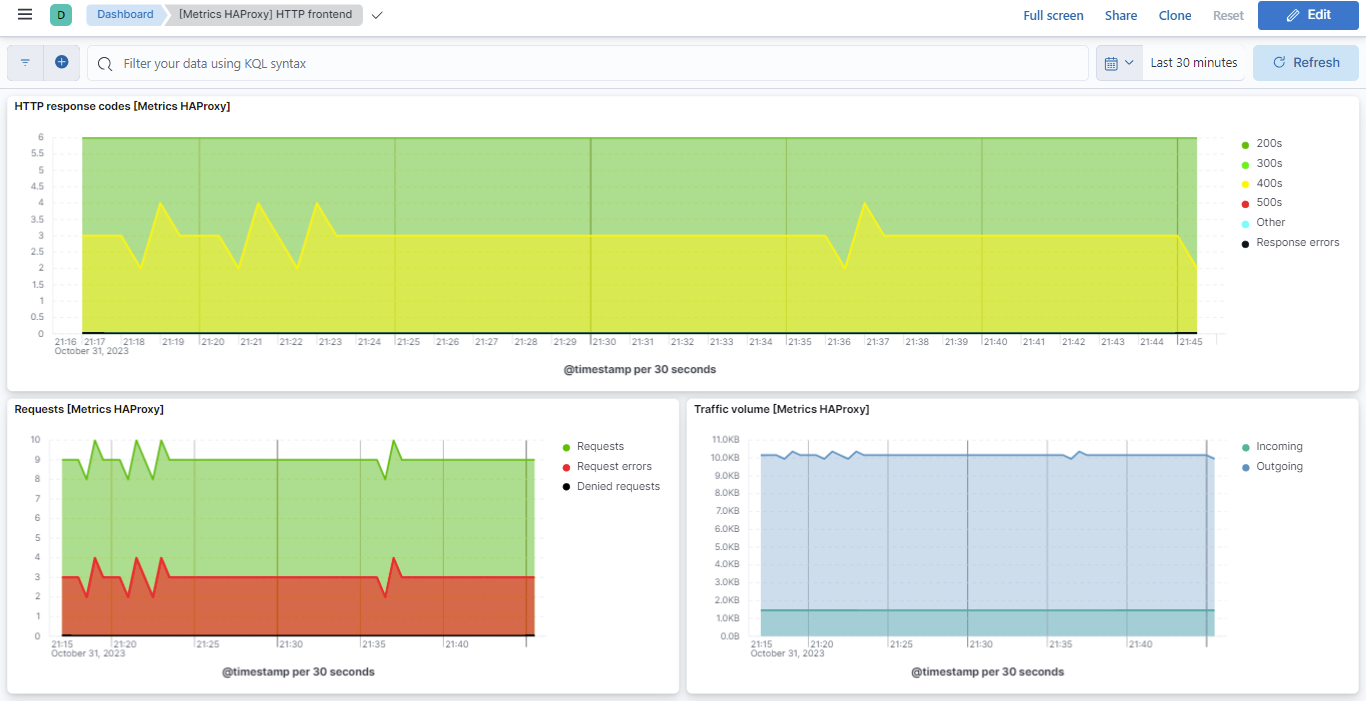 D Dashboard [Metrics HAProxy] HTTP frontend Full screen Share Clone Reset Edit
Filter your data using KQL syntax Last 30 minutes Refresh
HTTP response codes [Metrics HAProxy]
6
5.5
5
4.5
4
3.5
3
2.5
2
1.5
1
0.5
0
21:16 21:17 21:18 21:19 21:20 21:21 21:22 21:23 21:24 21:25 21:26 21:27 21:28 21:29 21:30 21:31 21:32 21:33 21:34 21:35 21:36 21:37 21:38 21:39 21:40 21:41 21:42 21:43 21:44 21:45
October 31, 2023
@timestamp per 30 seconds
200s
300s
400s
500s
Other
Response errors
Requests [Metrics HAProxy]
10
9
8
7
6
5
4
3
2
1
0
21:15 21:20 21:25 21:30 21:35 21:40
October 31, 2023
@timestamp per 30 seconds
Requests
Request errors
Denied requests
Traffic volume [Metrics HAProxy]
11.0KB
10.0KB
9.0KB
8.0KB
7.0KB
6.0KB
5.0KB
4.0KB
3.0KB
2.0KB
1.0KB
0.0B
21:15 21:20 21:25 21:30 21:35 21:40
October 31, 2023
@timestamp per 30 seconds
Incoming
Outgoing